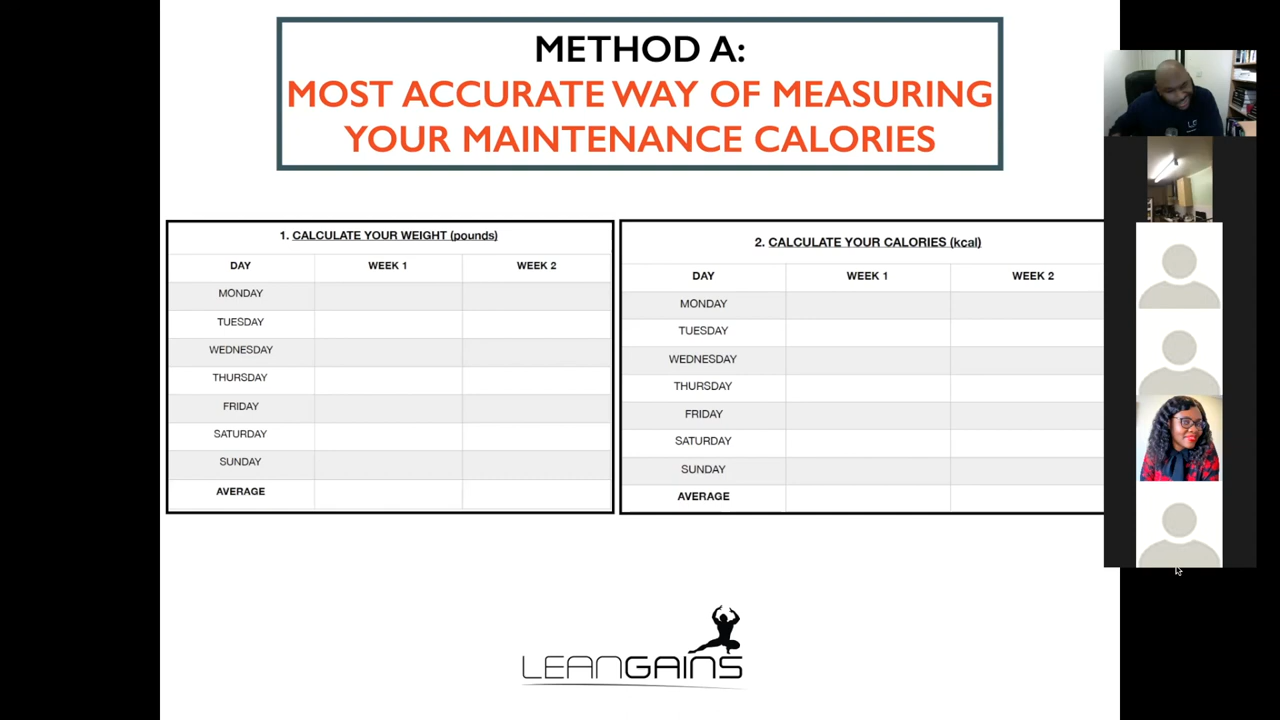 METHOD A:
MOST ACCURATE WAY OF MEASURING
YOUR MAINTENANCE CALORIES
1. CALCULATE YOUR WEIGHT (pounds)
DAY WEEK 1 WEEK 2
MONDAY
TUESDAY
WEDNESDAY
THURSDAY
FRIDAY
SATURDAY
SUNDAY
AVERAGE
2. CALCULATE YOUR CALORIES (kcal)
DAY WEEK 1 WEEK 2
MONDAY
TUESDAY
WEDNESDAY
THURSDAY
FRIDAY
SATURDAY
SUNDAY
AVERAGE
LEANGAINS